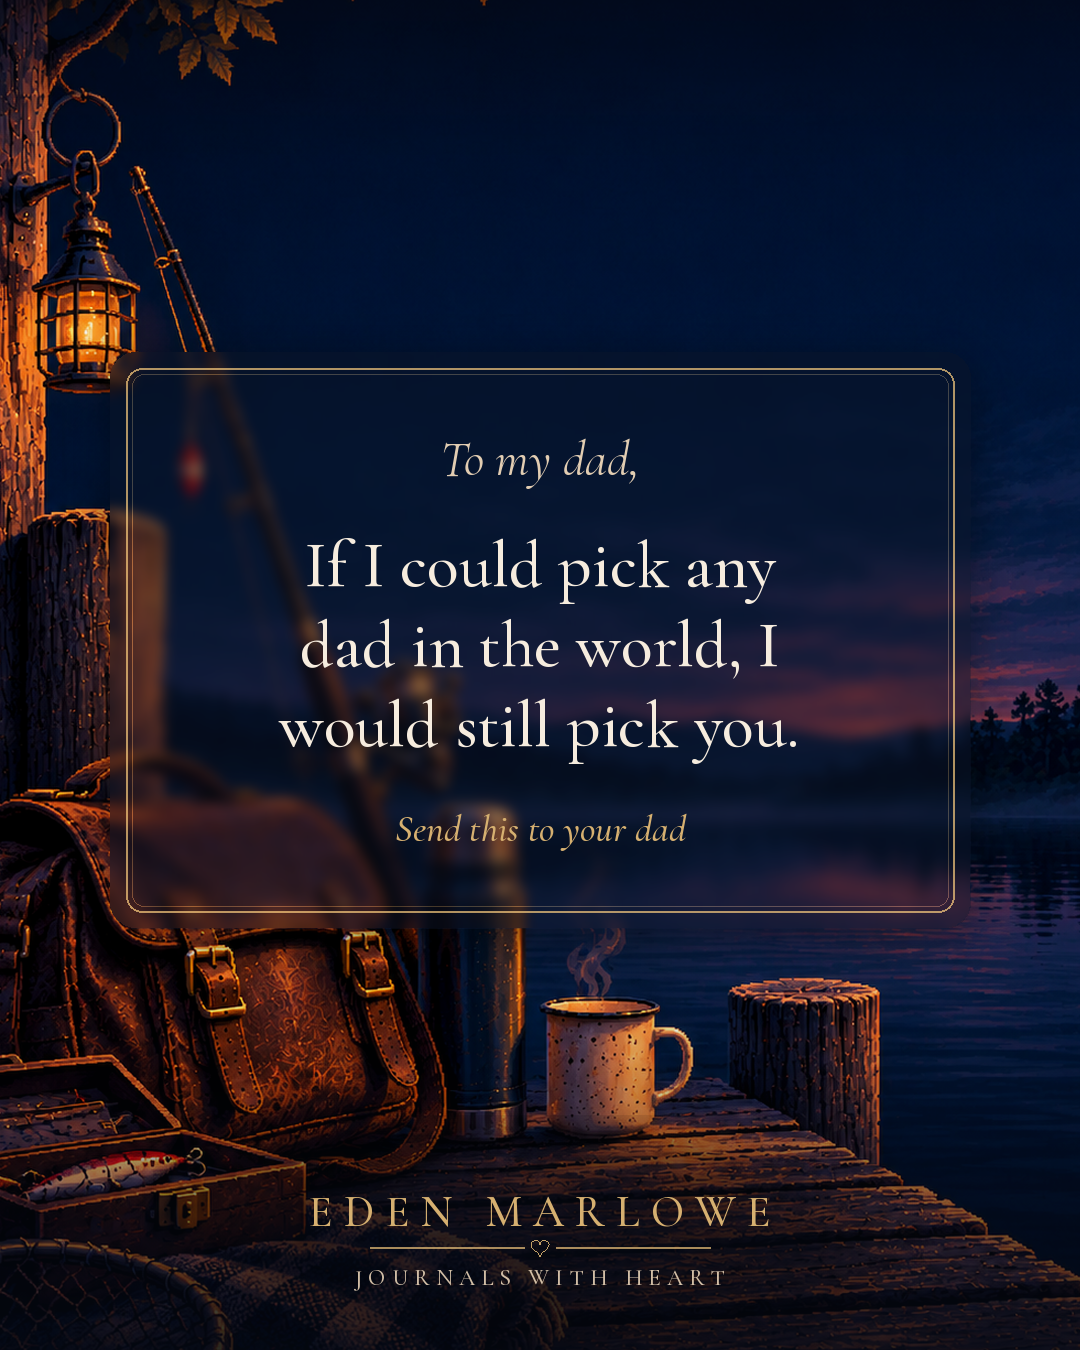 To my dad,
If I could pick any
dad in the world, I
would still pick you.
Send this to your dad
EDEN MARLOWE
JOURNALS WITH HEART